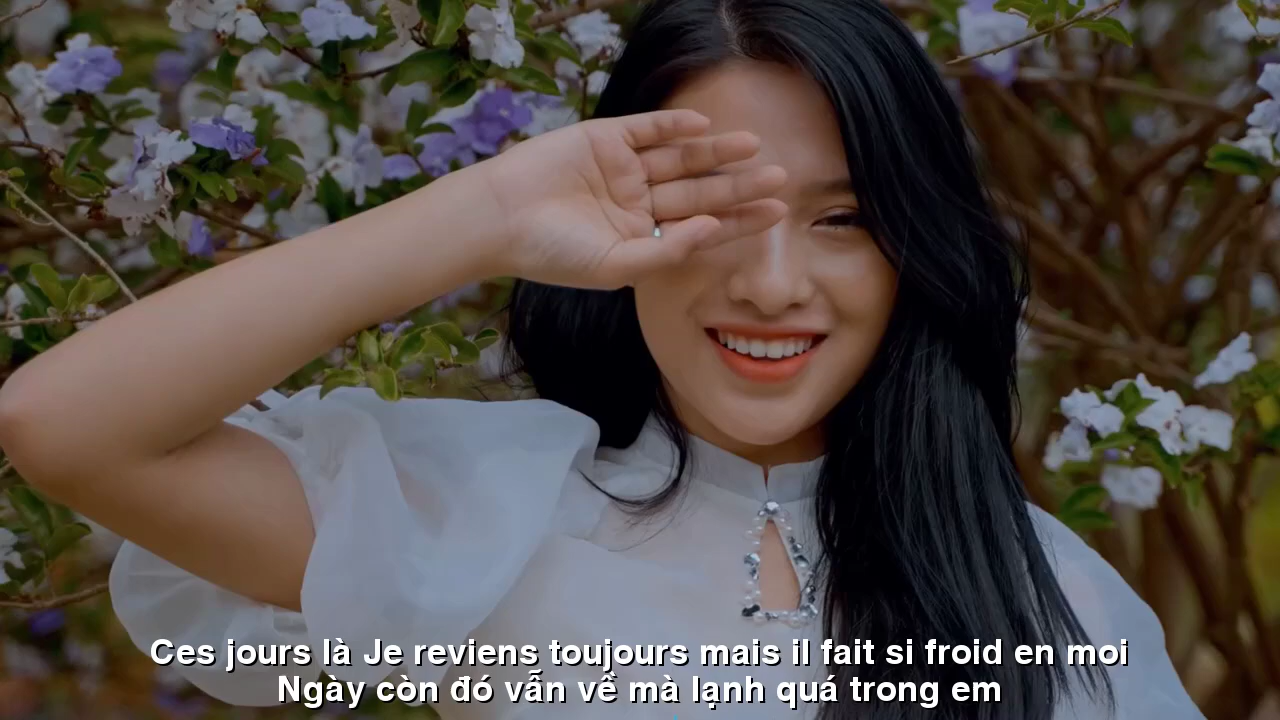 Ces jours là Je reviens toujours mais il fait si froid en moi
Ngày còn đó vẫn về mà lạnh quá trong em